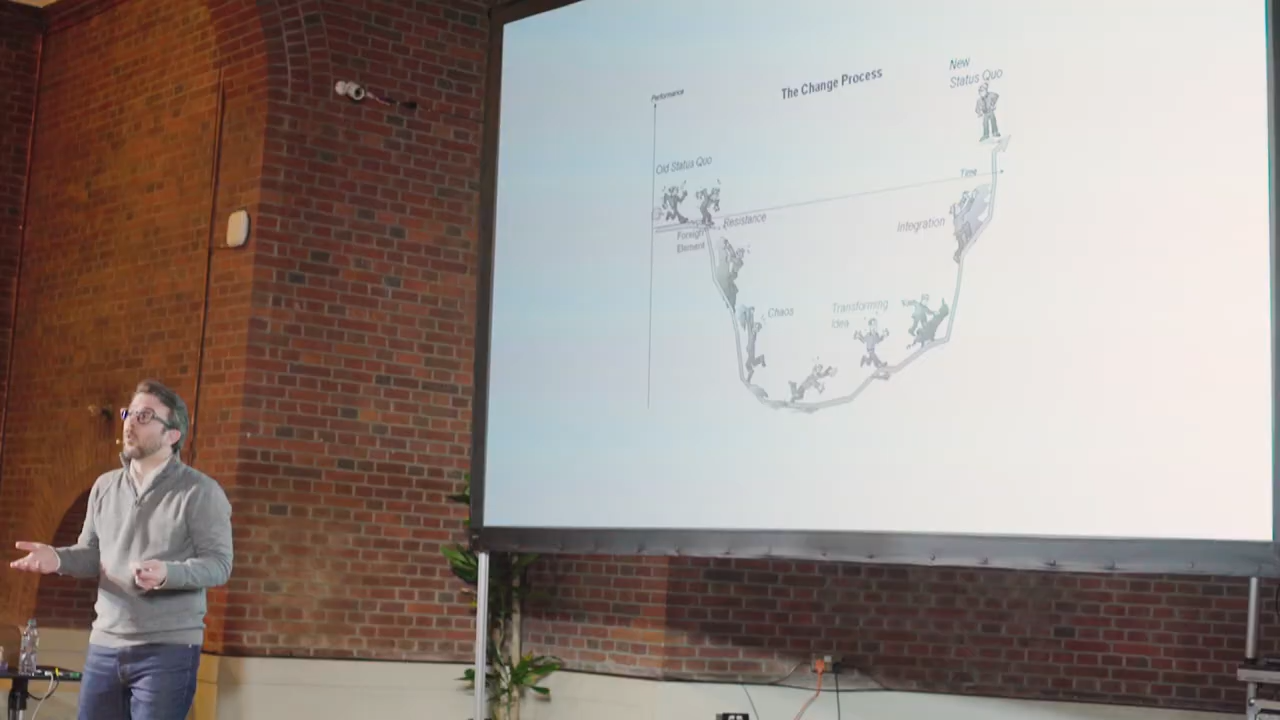 Performance
The Change Process
New
Status Quo
Old Status Quo
Time
Resistance
Foreign
Element
Integration
Chaos
Transforming
Idea